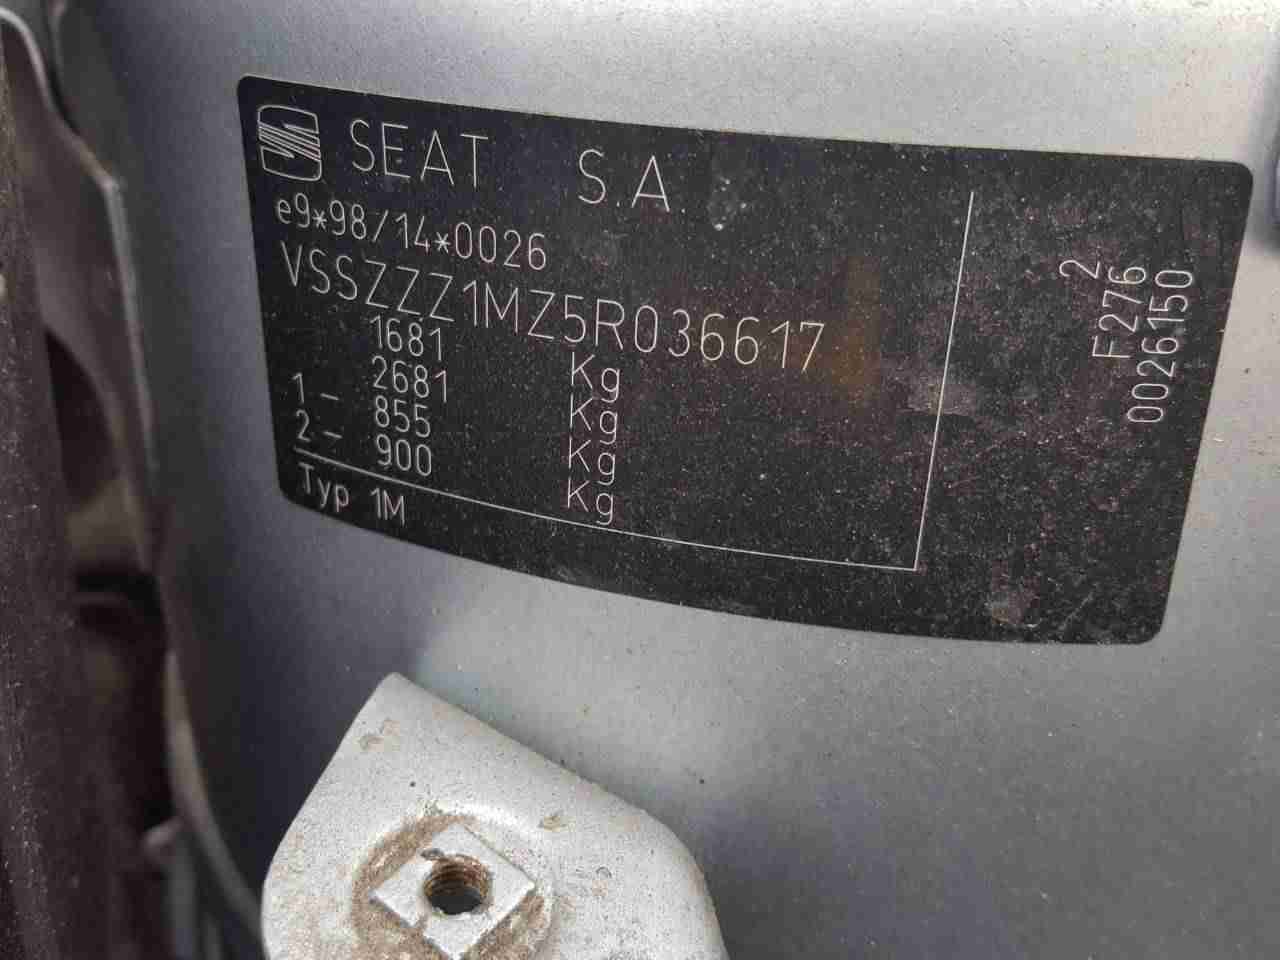 SEAT S.A.
e9*98/14*0026
VSSZZZ1MZ5R036617
1681 Kg
2681 Kg
1- 855 Kg
2- 900 Kg
Typ 1M
2
F276
0026150